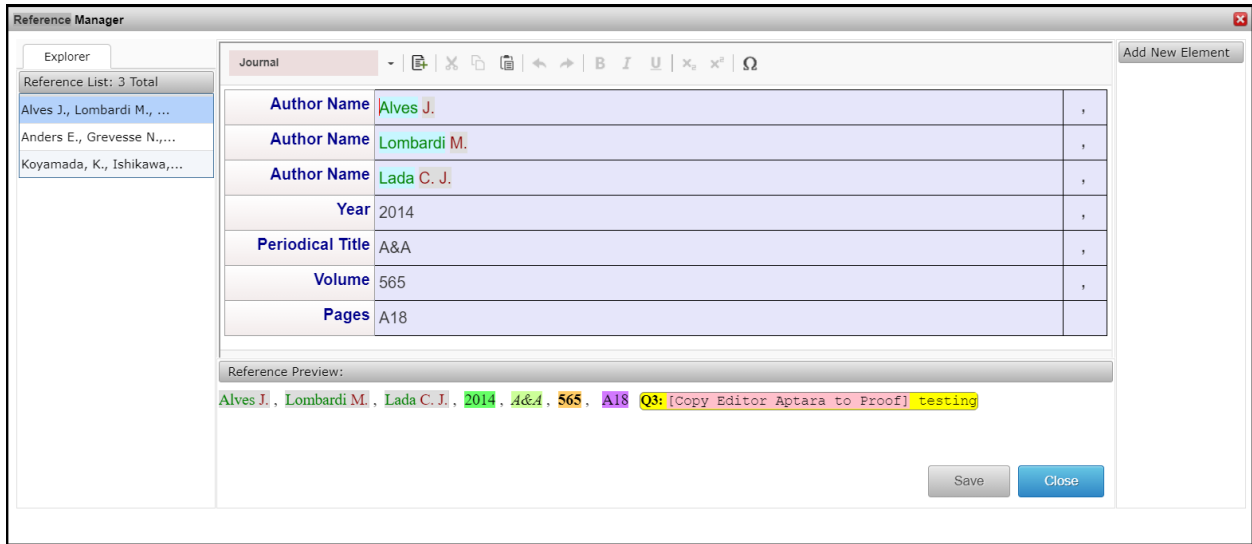 Reference Manager
Explorer
Reference List: 3 Total
Alves J., Lombardi M., ...
Anders E., Grevesse N.,...
Koyamada, K., Ishikawa,...
Journal
B I U x₂ x² Ω
Author Name Alves J. ,
Author Name Lombardi M. ,
Author Name Lada C. J. ,
Year 2014 ,
Periodical Title A&A ,
Volume 565 ,
Pages A18
Reference Preview:
Alves J. , Lombardi M. , Lada C. J. , 2014 , A&A , 565 , A18 Q3: [Copy Editor Aptara to Proof] testing
Save Close
Add New Element